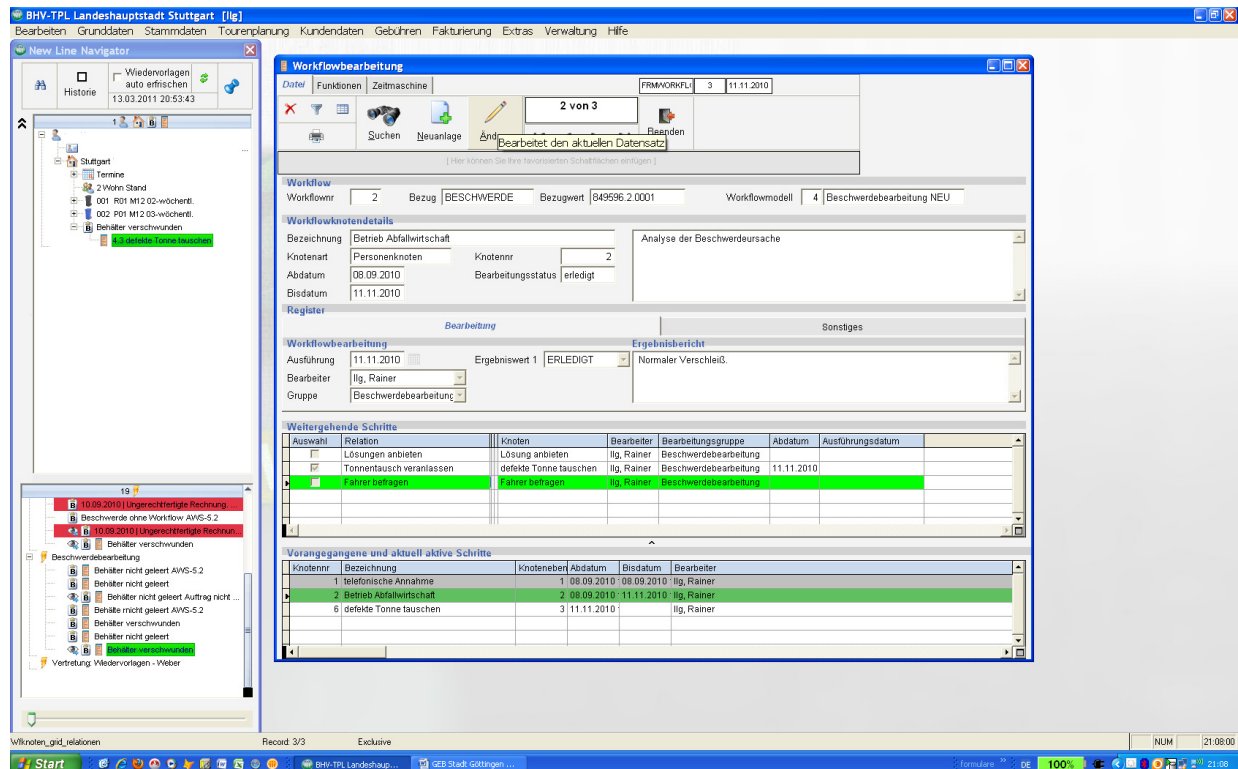 BHV-TPL Landeshauptstadt Stuttgart [Ilg]
Bearbeiten Grunddaten Stammdaten Tourenplanung Kundendaten Gebühren Fakturierung Extras Verwaltung Hilfe
New Line Navigator
Historie
Wiedervorlagen
auto erfrischen
13.03.2011 20:53:43
1
Stuttgart
Termine
2 Wohn Stand
001 R01 M12 02-wöchentl.
002 P01 M12 03-wöchentl.
Behälter verschwunden
4.3 defekte Tonne tauschen
19
10.09.2010 | Ungerechtfertigte Rechnung. ...
Beschwerde ohne Workflow AWS-5.2
10.09.2010 | Ungerechtfertigte Rechnun...
Behälter verschwunden
Beschwerdebearbeitung
Behälter nicht geleert AWS-5.2
Behälter nicht geleert
Behälter nicht geleert Auftrag nicht ...
Behälte rnicht geleert AWS-5.2
Behälter verschwunden
Behälter nicht geleert
Behälter verschwunden
Vertretung: Wiedervorlagen - Weber
Workflowbearbeitung
Datei Funktionen Zeitmaschine
3 11.11.2010
2 von 3
Suchen Neuanlage
Beenden
Bearbeitet den aktuellen Datensatz
[ Hier können Sie Ihre favorisierten Schaltflächen einfügen ]
Workflow
Workflownr 2 Bezug BESCHWERDE Bezugwert 849596.2.0001 Workflowmodell 4 Beschwerdebearbeitung NEU
Workflowknotendetails
Bezeichnung Betrieb Abfallwirtschaft Analyse der Beschwerdeursache
Knotenart Personenknoten Knotennr 2
Abdatum 08.09.2010 Bearbeitungsstatus erledigt
Bisdatum 11.11.2010
Register
Bearbeitung Sonstiges
Workflowbearbeitung Ergebnisbericht
Ausführung 11.11.2010 Ergebniswert 1 ERLEDIGT Normaler Verschleiß.
Bearbeiter Ilg, Rainer
Gruppe Beschwerdebearbeitung
Weitergehende Schritte
Auswahl Relation Knoten Bearbeiter Bearbeitungsgruppe Abdatum Ausführungsdatum
Lösungen anbieten Lösung anbieten Ilg, Rainer Beschwerdebearbeitung
Tonnentausch veranlassen defekte Tonne tauschen Ilg, Rainer Beschwerdebearbeitung 11.11.2010
Fahrer befragen Fahrer befragen Ilg, Rainer Beschwerdebearbeitung
Vorangegangene und aktuell aktive Schritte
Knotennr Bezeichnung Knoteneben Abdatum Bisdatum Bearbeiter
1 telefonische Annahme 1 08.09.2010 08.09.2010 Ilg, Rainer
2 Betrieb Abfallwirtschaft 2 08.09.2010 11.11.2010 Ilg, Rainer
6 defekte Tonne tauschen 3 11.11.2010 Ilg, Rainer
Wfknoten_grid_relationen Record: 3/3 Exclusive NUM 21:08:00
Start BHV-TPL Landeshaup... GEB Stadt Göttingen ... formulare DE 100% 21:08